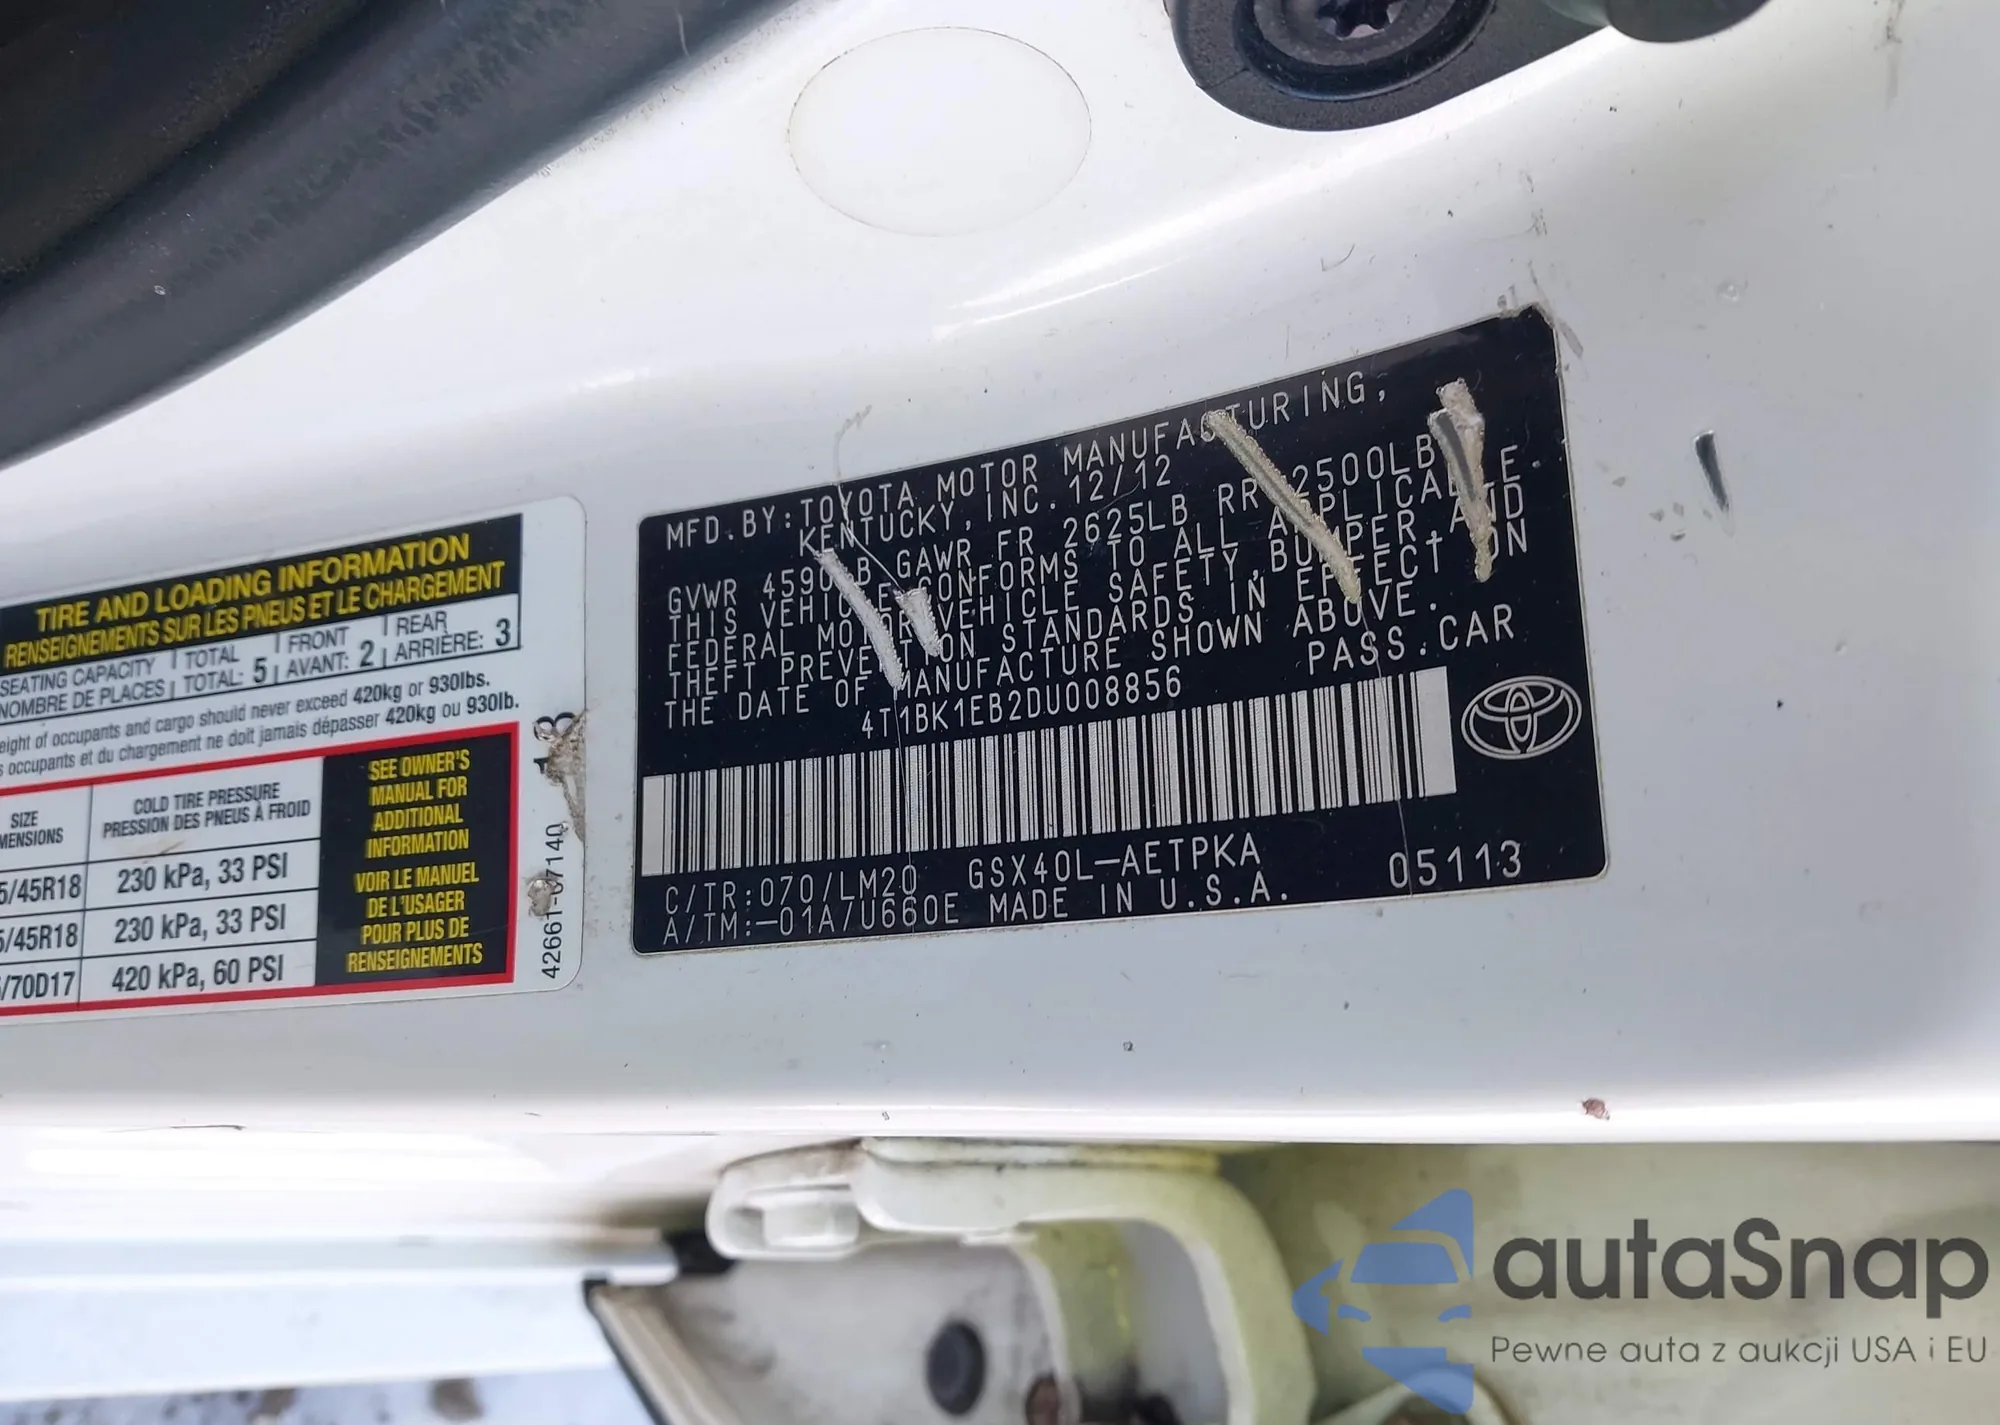 TIRE AND LOADING INFORMATION
RENSEIGNEMENTS SUR LES PNEUS ET LE CHARGEMENT
SEATING CAPACITY | TOTAL | FRONT | REAR
NOMBRE DE PLACES | TOTAL: 5 | AVANT: 2 | ARRIÈRE: 3
occupants and cargo should never exceed 420kg or 930lbs.
occupants et du chargement ne doit jamais dépasser 420kg ou 930lb.
SIZE
COLD TIRE PRESSURE
PRESSION DES PNEUS À FROID
5/45R18 230 kPa, 33 PSI
5/45R18 230 kPa, 33 PSI
/70D17 420 kPa, 60 PSI
SEE OWNER'S
MANUAL FOR
ADDITIONAL
INFORMATION
VOIR LE MANUEL
DE L'USAGER
POUR PLUS DE
RENSEIGNEMENTS
42661-07140
MFD.BY:TOYOTA MOTOR MANUFACTURING,
KENTUCKY,INC. 12/12
GVWR 4590LB GAWR FR 2625LB RR 2500LB
THIS VEHICLE CONFORMS TO ALL APPLICABLE
FEDERAL MOTOR VEHICLE SAFETY,BUMPER,AND
THEFT PREVENTION STANDARDS IN EFFECT ON
THE DATE OF MANUFACTURE SHOWN ABOVE.
4T1BK1EB2DU008856 PASS.CAR
C/TR:070/LM20 GSX40L-AETPKA
A/TM:-01A/U660E MADE IN U.S.A. 05113
autaSnap
Pewne auta z aukcji USA i EU